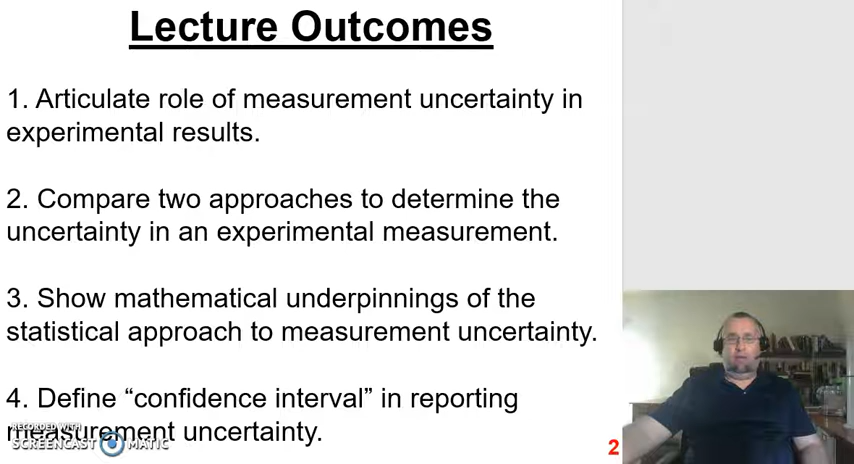 Lecture Outcomes
1. Articulate role of measurement uncertainty in
experimental results.
2. Compare two approaches to determine the
uncertainty in an experimental measurement.
3. Show mathematical underpinnings of the
statistical approach to measurement uncertainty.
4. Define “confidence interval” in reporting
measurement uncertainty.
RECORDED WITH
SCREENCAST MATIC
2